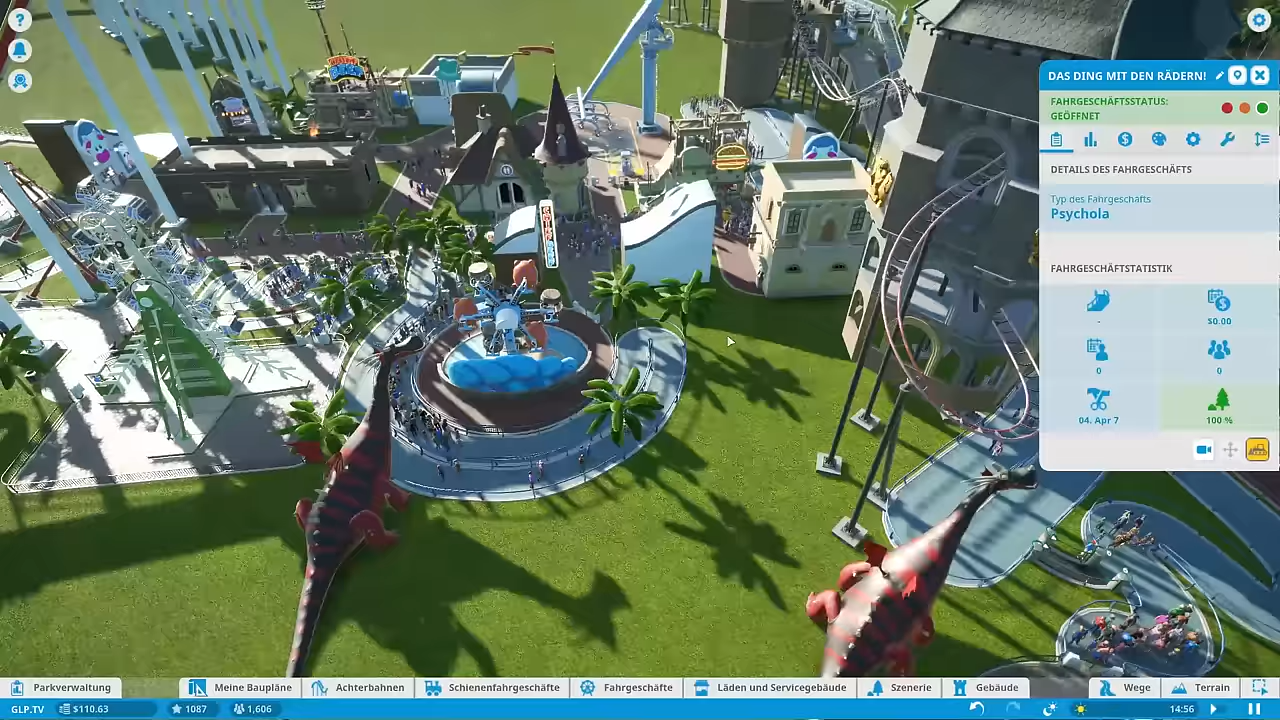 DAS DING MIT DEN RÄDERN!
FAHRGESCHÄFTSSTATUS:
GEÖFFNET
DETAILS DES FAHRGESCHÄFTS
Typ des Fahrgeschäfts
Psychola
FAHRGESCHÄFTSTATISTIK
- $0.00
0 0
04. Apr 7 100 %
Parkverwaltung Meine Baupläne Achterbahnen Schienenfahrgeschäfte Fahrgeschäfte Läden und Servicegebäude Szenerie Gebäude Wege Terrain
GLP.TV $110.63 1087 1,606 14:56